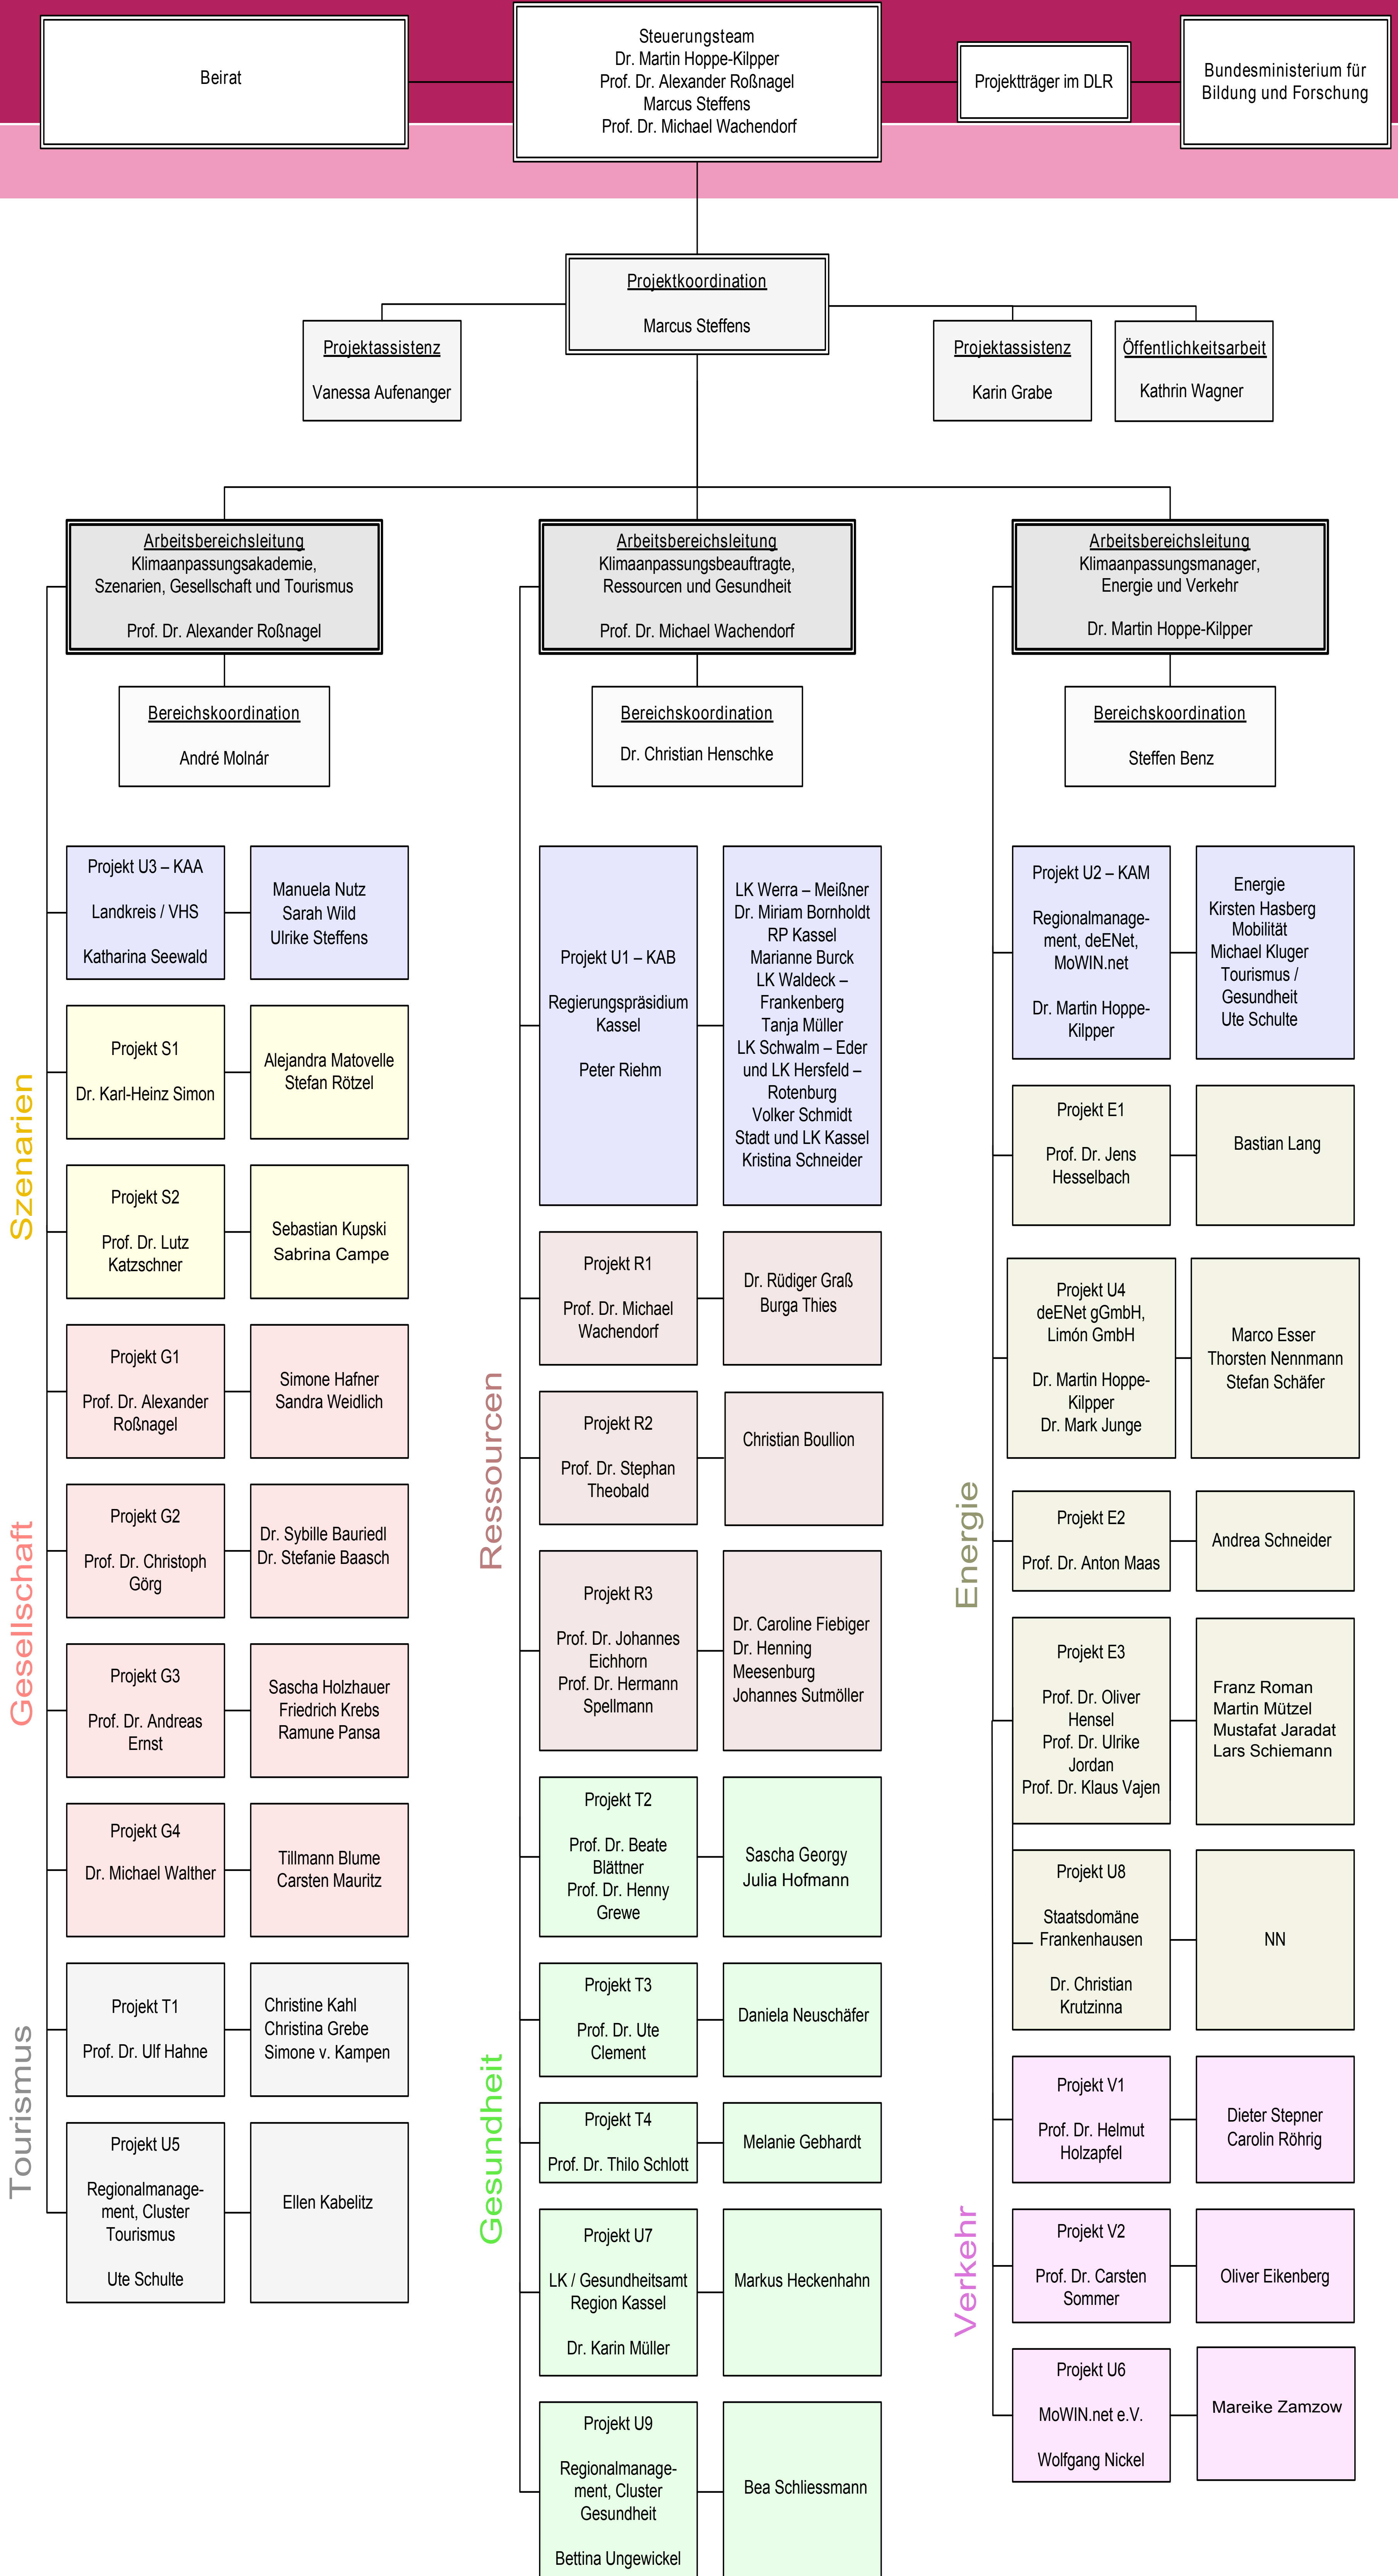 Beirat
Steuerungsteam
Dr. Martin Hoppe-Kilpper
Prof. Dr. Alexander Roßnagel
Marcus Steffens
Prof. Dr. Michael Wachendorf
Projektträger im DLR
Bundesministerium für
Bildung und Forschung
Projektkoordination
Marcus Steffens
Projektassistenz
Vanessa Aufenanger
Projektassistenz
Karin Grabe
Öffentlichkeitsarbeit
Kathrin Wagner
Arbeitsbereichsleitung
Klimaanpassungsakademie,
Szenarien, Gesellschaft und Tourismus
Prof. Dr. Alexander Roßnagel
Bereichskoordination
André Molnár
Projekt U3 – KAA
Landkreis / VHS
Katharina Seewald
Manuela Nutz
Sarah Wild
Ulrike Steffens
Szenarien
Projekt S1
Dr. Karl-Heinz Simon
Alejandra Matovelle
Stefan Rötzel
Projekt S2
Prof. Dr. Lutz
Katzschner
Sebastian Kupski
Sabrina Campe
Gesellschaft
Projekt G1
Prof. Dr. Alexander
Roßnagel
Simone Hafner
Sandra Weidlich
Projekt G2
Prof. Dr. Christoph
Görg
Dr. Sybille Bauriedl
Dr. Stefanie Baasch
Projekt G3
Prof. Dr. Andreas
Ernst
Sascha Holzhauer
Friedrich Krebs
Ramune Pansa
Projekt G4
Dr. Michael Walther
Tillmann Blume
Carsten Mauritz
Tourismus
Projekt T1
Prof. Dr. Ulf Hahne
Christine Kahl
Christina Grebe
Simone v. Kampen
Projekt U5
Regionalmanage-
ment, Cluster
Tourismus
Ute Schulte
Ellen Kabelitz
Arbeitsbereichsleitung
Klimaanpassungsbeauftragte,
Ressourcen und Gesundheit
Prof. Dr. Michael Wachendorf
Bereichskoordination
Dr. Christian Henschke
Projekt U1 – KAB
Regierungspräsidium
Kassel
Peter Riehm
LK Werra – Meißner
Dr. Miriam Bornholdt
RP Kassel
Marianne Burck
LK Waldeck –
Frankenberg
Tanja Müller
LK Schwalm – Eder
und LK Hersfeld –
Rotenburg
Volker Schmidt
Stadt und LK Kassel
Kristina Schneider
Ressourcen
Projekt R1
Prof. Dr. Michael
Wachendorf
Dr. Rüdiger Graß
Burga Thies
Projekt R2
Prof. Dr. Stephan
Theobald
Christian Boullion
Projekt R3
Prof. Dr. Johannes
Eichhorn
Prof. Dr. Hermann
Spellmann
Dr. Caroline Fiebiger
Dr. Henning
Meesenburg
Johannes Sutmöller
Gesundheit
Projekt T2
Prof. Dr. Beate
Blättner
Prof. Dr. Henny
Grewe
Sascha Georgy
Julia Hofmann
Projekt T3
Prof. Dr. Ute
Clement
Daniela Neuschäfer
Projekt T4
Prof. Dr. Thilo Schlott
Melanie Gebhardt
Projekt U7
LK / Gesundheitsamt
Region Kassel
Dr. Karin Müller
Markus Heckenhahn
Projekt U9
Regionalmanage-
ment, Cluster
Gesundheit
Bettina Ungewickel
Bea Schliessmann
Arbeitsbereichsleitung
Klimaanpassungsmanager,
Energie und Verkehr
Dr. Martin Hoppe-Kilpper
Bereichskoordination
Steffen Benz
Projekt U2 – KAM
Regionalmanage-
ment, deENet,
MoWIN.net
Dr. Martin Hoppe-
Kilpper
Energie
Kirsten Hasberg
Mobilität
Michael Kluger
Tourismus /
Gesundheit
Ute Schulte
Energie
Projekt E1
Prof. Dr. Jens
Hesselbach
Bastian Lang
Projekt U4
deENet gGmbH,
Limón GmbH
Dr. Martin Hoppe-
Kilpper
Dr. Mark Junge
Marco Esser
Thorsten Nennmann
Stefan Schäfer
Projekt E2
Prof. Dr. Anton Maas
Andrea Schneider
Projekt E3
Prof. Dr. Oliver
Hensel
Prof. Dr. Ulrike
Jordan
Prof. Dr. Klaus Vajen
Franz Roman
Martin Mützel
Mustafat Jaradat
Lars Schiemann
Projekt U8
Staatsdomäne
Frankenhausen
Dr. Christian
Krutzinna
NN
Verkehr
Projekt V1
Prof. Dr. Helmut
Holzapfel
Dieter Stepner
Carolin Röhrig
Projekt V2
Prof. Dr. Carsten
Sommer
Oliver Eikenberg
Projekt U6
MoWIN.net e.V.
Wolfgang Nickel
Mareike Zamzow